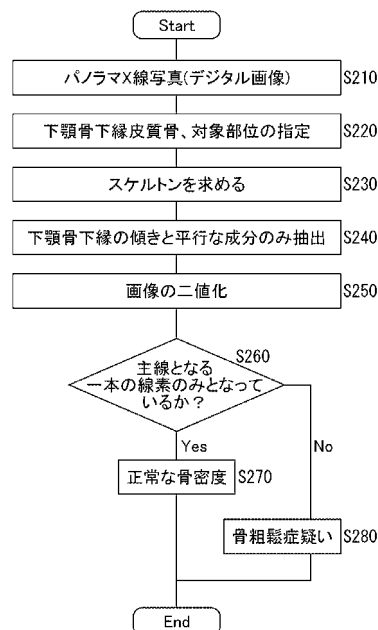 Start
パノラマX線写真(デジタル画像) S210
下顎骨下縁皮質骨、対象部位の指定 S220
スケルトンを求める S230
下顎骨下縁の傾きと平行な成分のみ抽出 S240
画像の二値化 S250
S260
主線となる
一本の線素のみとなって
いるか？
Yes
No
正常な骨密度 S270
骨粗鬆症疑い S280
End